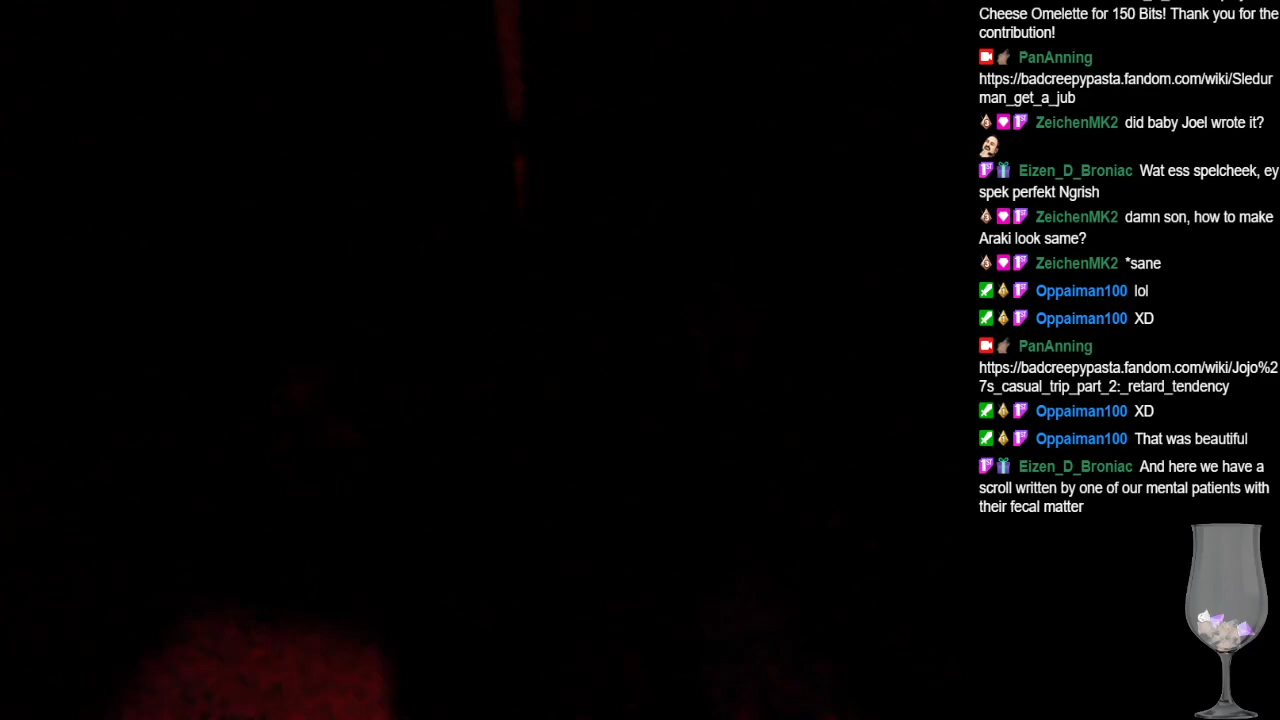 Cheese Omelette for 150 Bits! Thank you for the
contribution!
PanAnning
https://badcreepypasta.fandom.com/wiki/Sledur
man_get_a_jub
ZeichenMK2 did baby Joel wrote it?
Eizen_D_Broniac Wat ess spelcheek, ey
spek perfekt Ngrish
ZeichenMK2 damn son, how to make
Araki look same?
ZeichenMK2 *sane
Oppaiman100 lol
Oppaiman100 XD
PanAnning
https://badcreepypasta.fandom.com/wiki/Jojo%2
7s_casual_trip_part_2:_retard_tendency
Oppaiman100 XD
Oppaiman100 That was beautiful
Eizen_D_Broniac And here we have a
scroll written by one of our mental patients with
their fecal matter